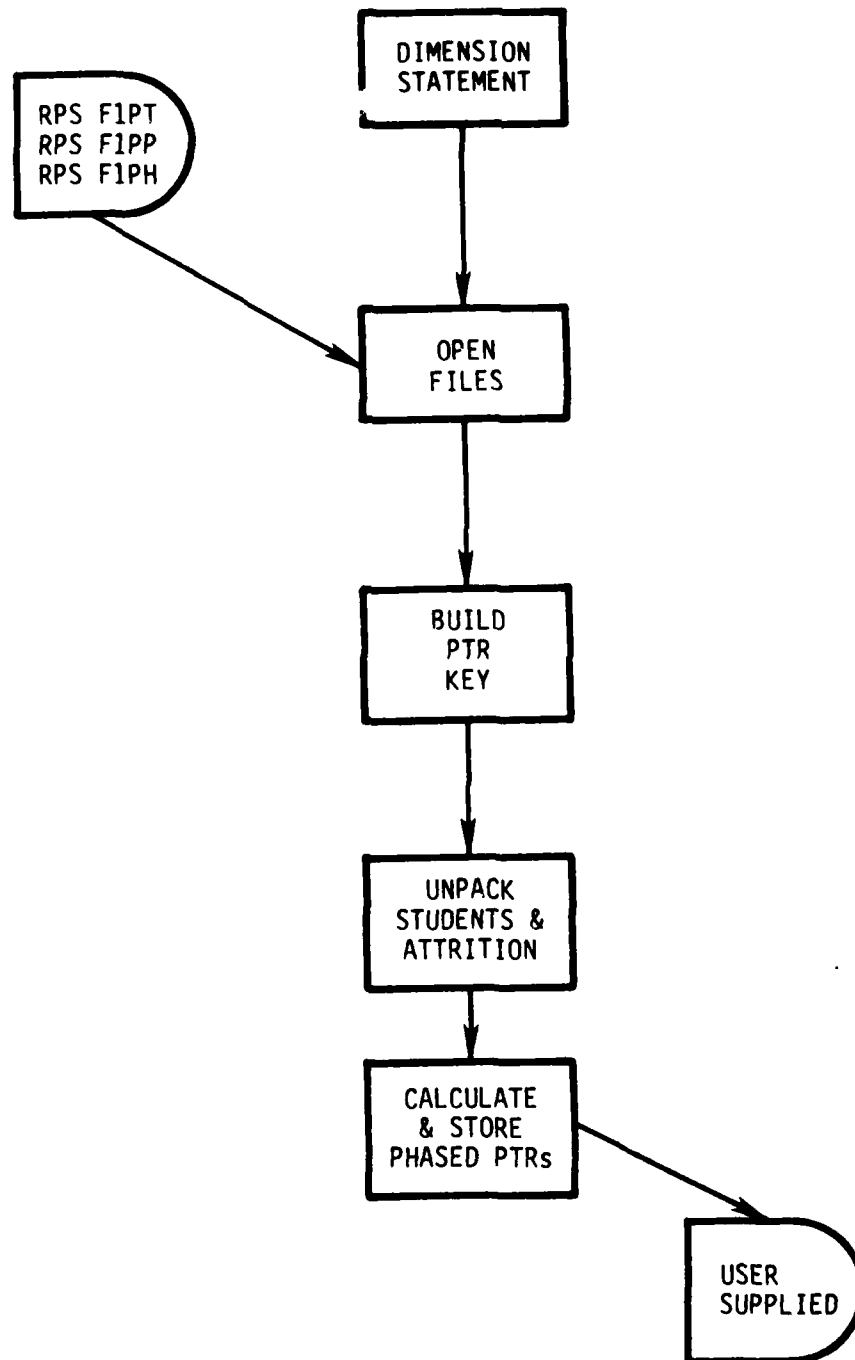 DIMENSION
STATEMENT
RPS F1PT
RPS F1PP
RPS F1PH
OPEN
FILES
BUILD
PTR
KEY
UNPACK
STUDENTS &
ATTRITION
CALCULATE
& STORE
PHASED PTRs
USER
SUPPLIED